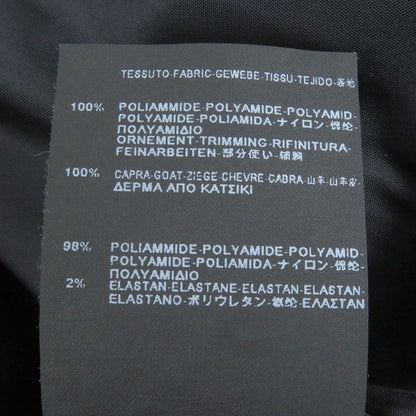 TESSUTO-FABRIC-GEWEBE-TISSU-TEJIDO-表地
100% POLIAMMIDE-POLYAMIDE-POLYAMID-
POLYAMIDE-POLIAMIDA-ナイロン-锦纶-
ΠΟΛΥΑΜΙΔΙΟ
ORNEMENT-TRIMMING-RIFINITURA-
FEINARBEITEN-部分使い-辅料
100% CAPRA-GOAT-ZIEGE CHEVRE-CABRA-山羊-山羊皮-
ΔΕΡΜΑ ΑΠΟ ΚΑΤΣΙΚΙ
98% POLIAMMIDE-POLYAMIDE-POLYAMID-
POLYAMIDE-POLIAMIDA-ナイロン-锦纶-
ΠΟΛΥΑΜΙΔΙΟ
2% ELASTAN-ELASTANE-ELASTAN-ELASTAN-
ELASTANO-ポリウレタン-氨纶-ΕΛΑΣΤΑΝ